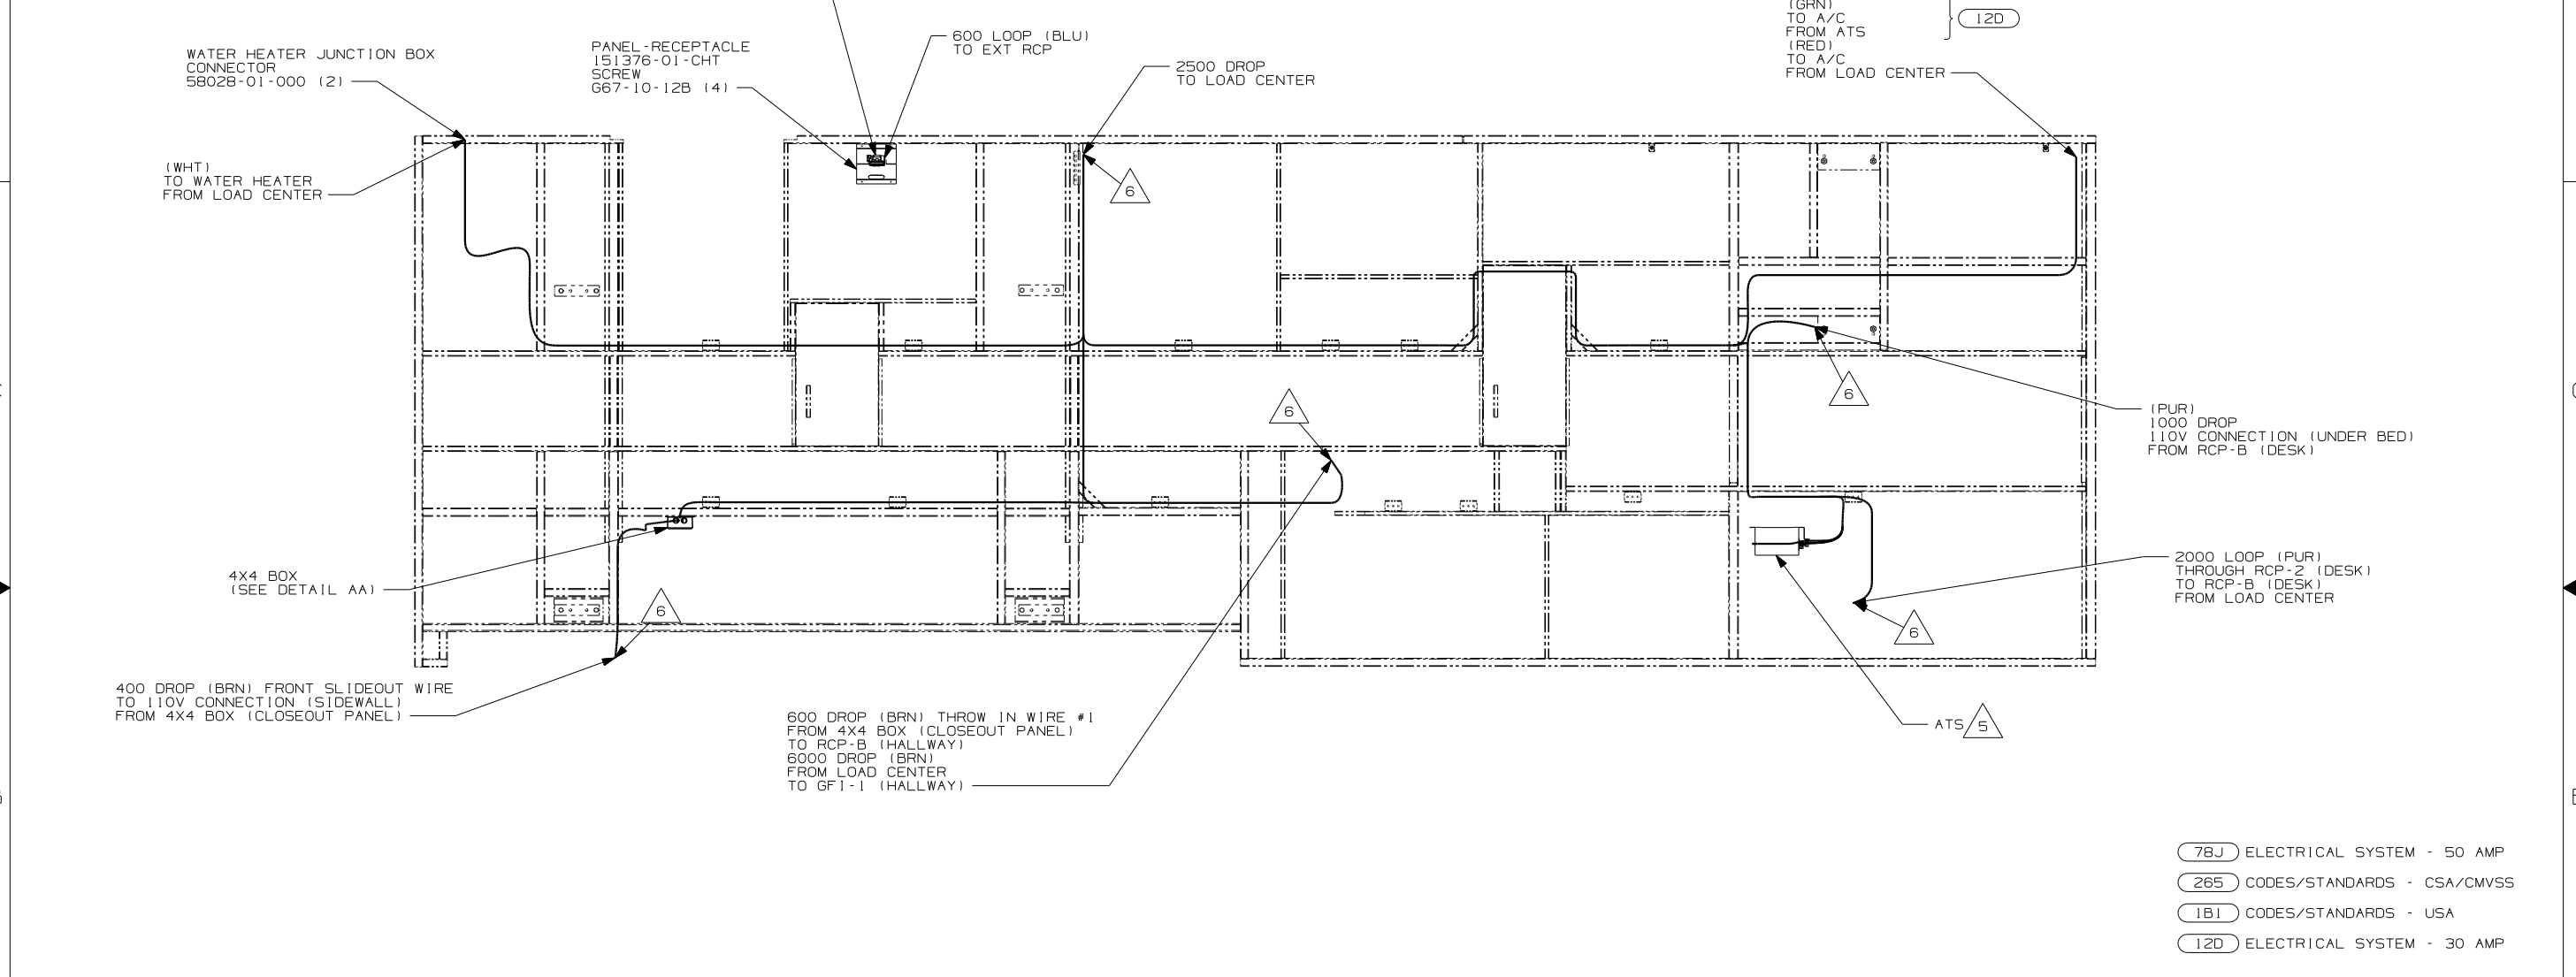 (GRN)
TO A/C
FROM ATS
(RED)
TO A/C
FROM LOAD CENTER
12D
WATER HEATER JUNCTION BOX
CONNECTOR
58028-01-000 (2)
PANEL-RECEPTACLE
151376-01-CHT
SCREW
G67-10-12B (4)
600 LOOP (BLU)
TO EXT RCP
2500 DROP
TO LOAD CENTER
(WHT)
TO WATER HEATER
FROM LOAD CENTER
6
6
6
(PUR)
1000 DROP
110V CONNECTION (UNDER BED)
FROM RCP-B (DESK)
4X4 BOX
(SEE DETAIL AA)
6
2000 LOOP (PUR)
THROUGH RCP-2 (DESK)
TO RCP-B (DESK)
FROM LOAD CENTER
6
400 DROP (BRN) FRONT SLIDEOUT WIRE
TO 110V CONNECTION (SIDEWALL)
FROM 4X4 BOX (CLOSEOUT PANEL)
600 DROP (BRN) THROW IN WIRE #1
FROM 4X4 BOX (CLOSEOUT PANEL)
TO RCP-B (HALLWAY)
6000 DROP (BRN)
FROM LOAD CENTER
TO GFI-1 (HALLWAY)
ATS 5
78J ELECTRICAL SYSTEM - 50 AMP
265 CODES/STANDARDS - CSA/CMVSS
1B1 CODES/STANDARDS - USA
12D ELECTRICAL SYSTEM - 30 AMP